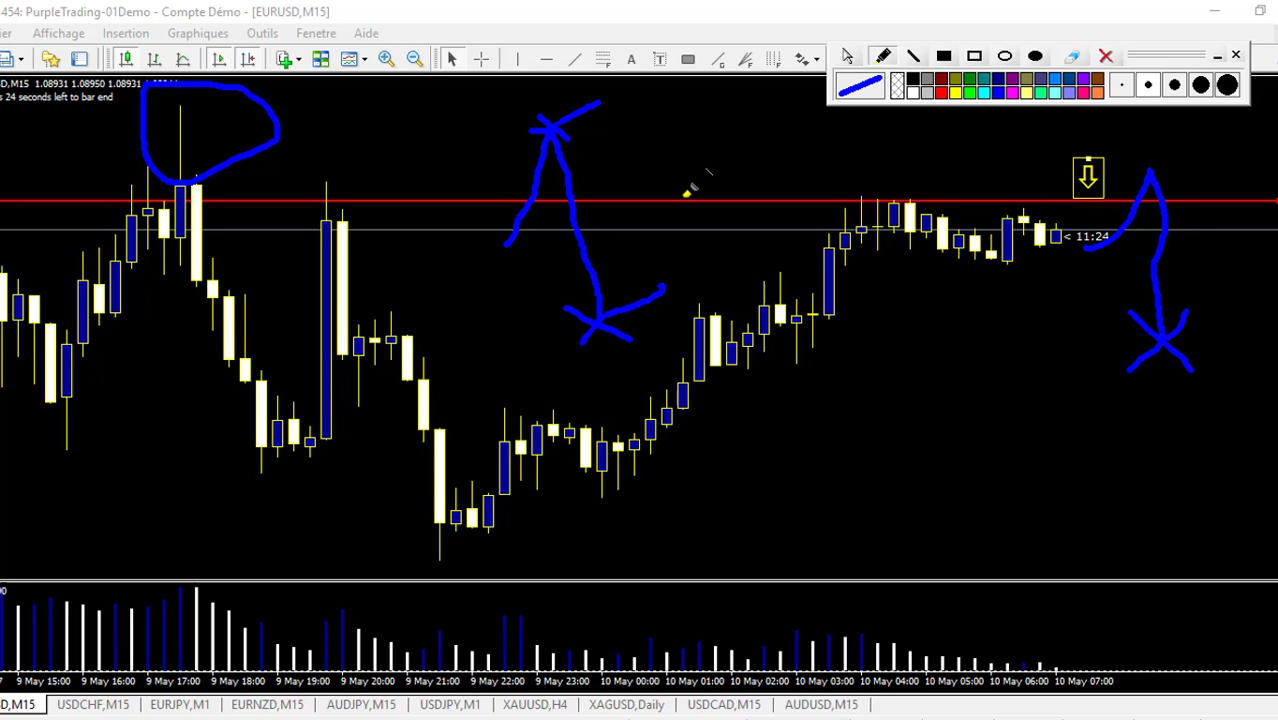 454: PurpleTrading-01Demo - Compte Démo - [EURUSD,M15]
Affichage Insertion Graphiques Outils Fenetre Aide
D,M15 1.08931 1.08950 1.08931
s 24 seconds left to bar end
< 11:24
9 May 15:00 9 May 16:00 9 May 17:00 9 May 18:00 9 May 19:00 9 May 20:00 9 May 21:00 9 May 22:00 9 May 23:00 10 May 00:00 10 May 01:00 10 May 02:00 10 May 03:00 10 May 04:00 10 May 05:00 10 May 06:00 10 May 07:00
D,M15 USDCHF,M15 EURJPY,M1 EURNZD,M15 AUDJPY,M15 USDJPY,M1 XAUUSD,H4 XAGUSD,Daily USDCAD,M15 AUDUSD,M15